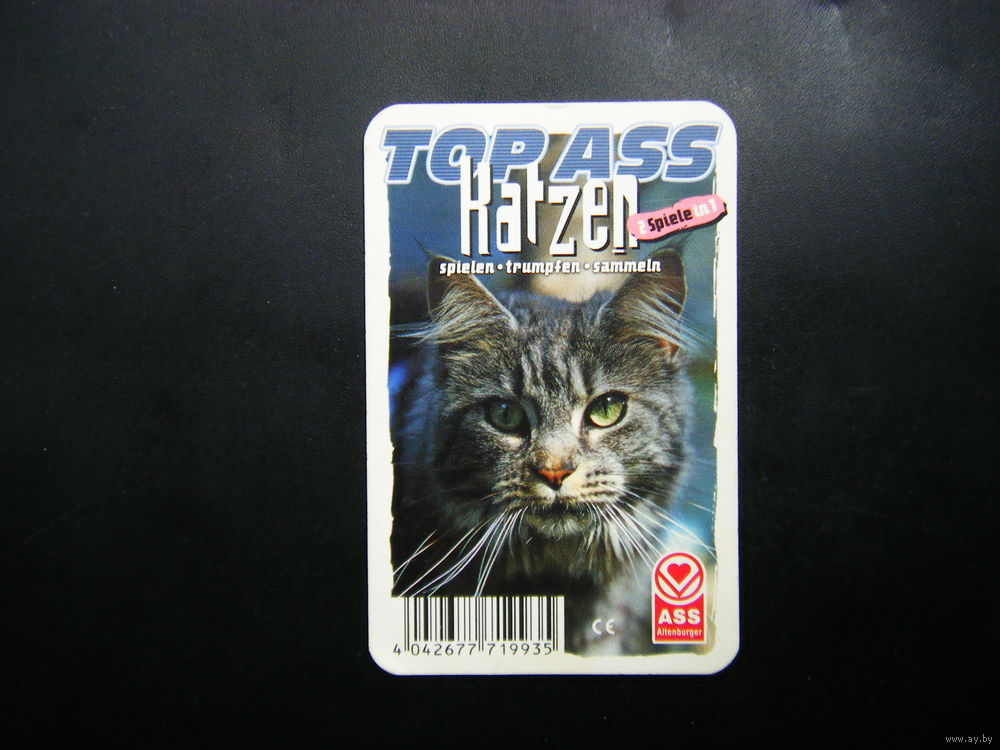 TOP ASS
Katzen
2 Spiele in 1
spielen • trumpfen • sammeln
ASS
Altenburger
CE
4 042677 719935
www.ay.by